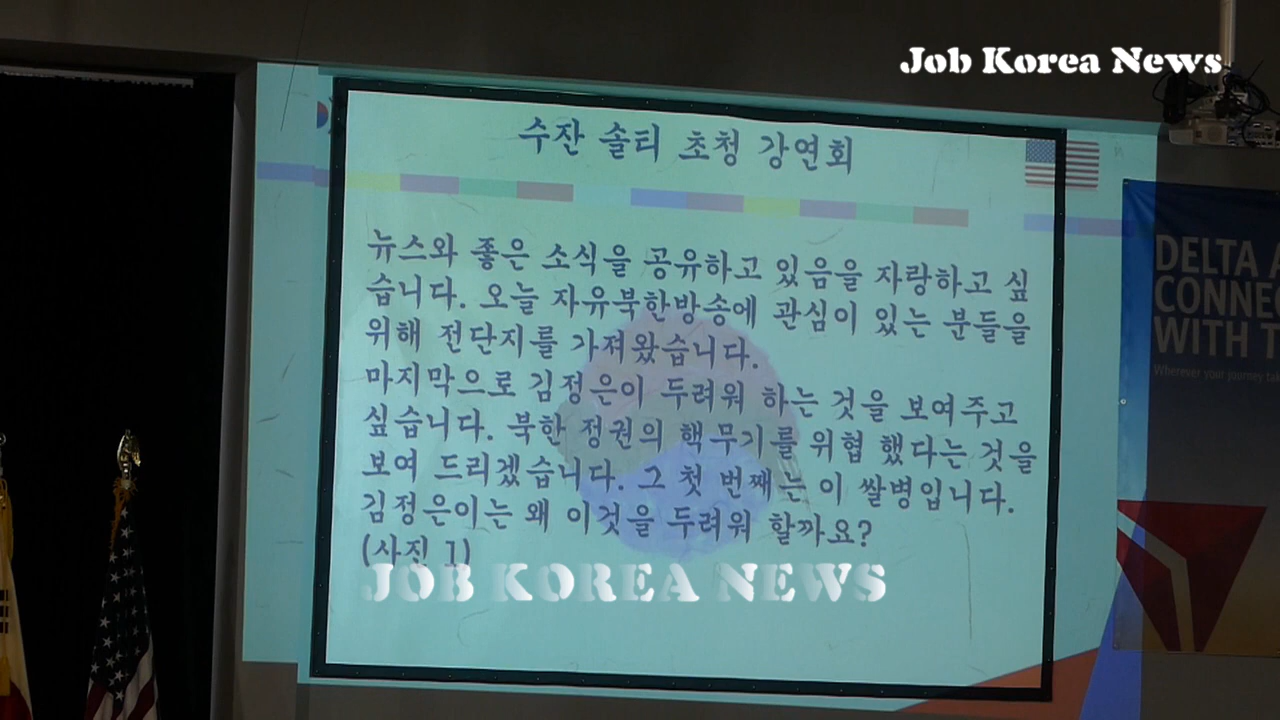 Job Korea News
수잔 솔티 초청 강연회
뉴스와 좋은 소식을 공유하고 있음을 자랑하고 싶
습니다. 오늘 자유북한방송에 관심이 있는 분들을
위해 전단지를 가져왔습니다.
마지막으로 김정은이 두려워 하는 것을 보여주고
싶습니다. 북한 정권의 핵무기를 위협 했다는 것을
보여 드리겠습니다. 그 첫 번째는 이 쌀병입니다.
김정은이는 왜 이것을 두려워 할까요?
(사진 1)
JOB KOREA NEWS
DELTA
CONNE
WITH T
Wherever your journey